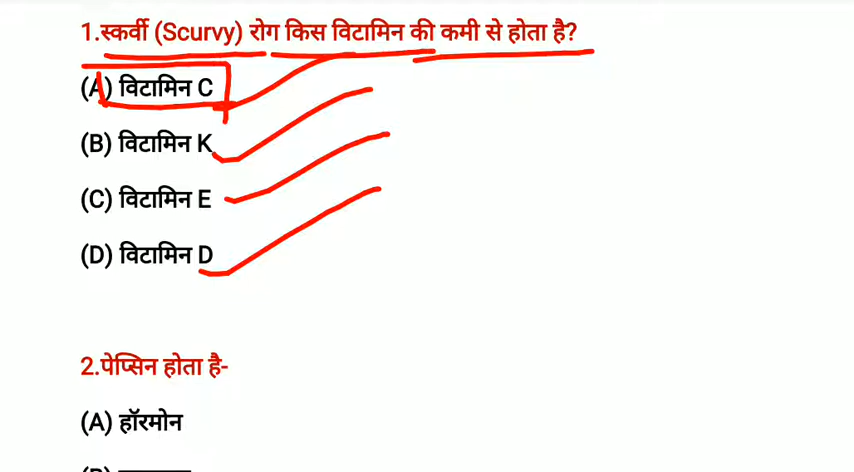 1.स्कर्वी (Scurvy) रोग किस विटामिन की कमी से होता है?
(A) विटामिन C
(B) विटामिन K
(C) विटामिन E
(D) विटामिन D
2.पेप्सिन होता है-
(A) हॉरमोन